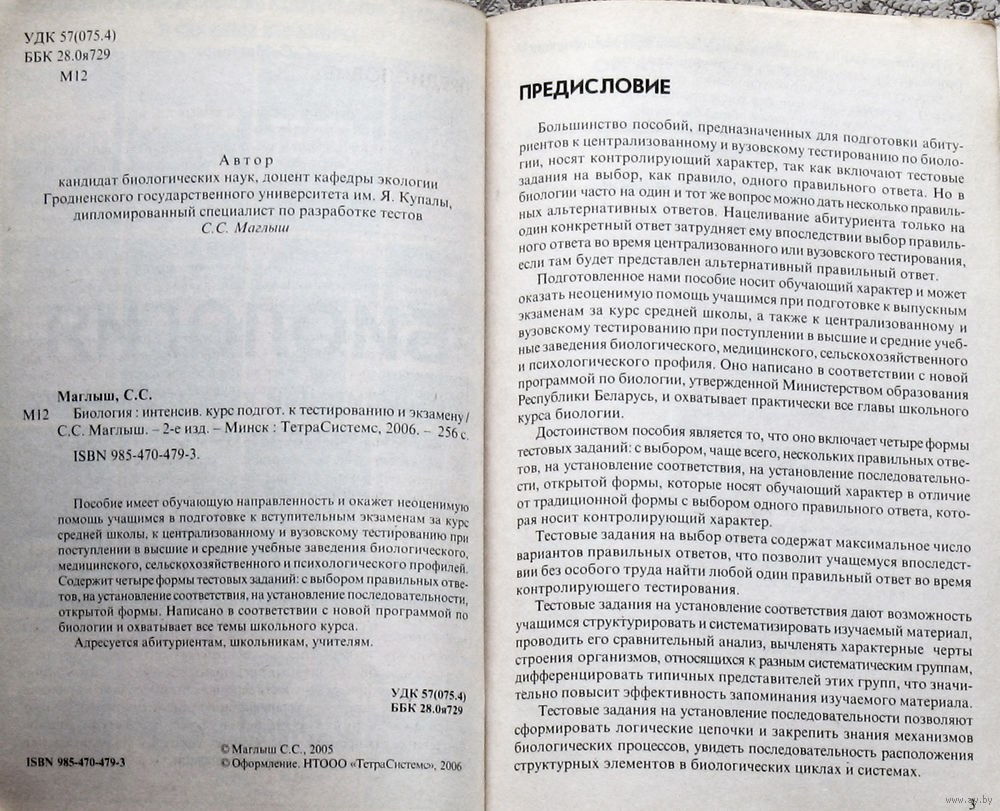 УДК 57(075.4)
ББК 28.0я729
М12
Автор
кандидат биологических наук, доцент кафедры экологии
Гродненского государственного университета им. Я. Купалы,
дипломированный специалист по разработке тестов
С.С. Маглыш
Маглыш, С.С.
М12 Биология : интенсив. курс подгот. к тестированию и экзамену /
С.С. Маглыш. – 2-е изд. – Минск : ТетраСистемс, 2006. – 256 с.
ISBN 985-470-479-3.
Пособие имеет обучающую направленность и окажет неоценимую
помощь учащимся в подготовке к вступительным экзаменам за курс
средней школы, к централизованному и вузовскому тестированию при
поступлении в высшие и средние учебные заведения биологического,
медицинского, сельскохозяйственного и психологического профилей.
Содержит четыре формы тестовых заданий: с выбором правильных отве-
тов, на установление соответствия, на установление последовательности,
открытой формы. Написано в соответствии с новой программой по
биологии и охватывает все темы школьного курса.
Адресуется абитуриентам, школьникам, учителям.
УДК 57(075.4)
ББК 28.0я729
ISBN 985-470-479-3
© Маглыш С.С., 2005
© Оформление. НТООО «ТетраСистемс», 2006
ПРЕДИСЛОВИЕ
Большинство пособий, предназначенных для подготовки абиту-
риентов к централизованному и вузовскому тестированию по биоло-
гии, носят контролирующий характер, так как включают тестовые
задания на выбор, как правило, одного правильного ответа. Но в
биологии часто на один и тот же вопрос можно дать несколько правиль-
ных альтернативных ответов. Нацеливание абитуриента только на
один конкретный ответ затрудняет ему впоследствии выбор правиль-
ного ответа во время централизованного или вузовского тестирования,
если там будет представлен альтернативный правильный ответ.
Подготовленное нами пособие носит обучающий характер и может
оказать неоценимую помощь учащимся при подготовке к выпускным
экзаменам за курс средней школы, а также к централизованному и
вузовскому тестированию при поступлении в высшие и средние учеб-
ные заведения биологического, медицинского, сельскохозяйственного
и психологического профиля. Оно написано в соответствии с новой
программой по биологии, утвержденной Министерством образования
Республики Беларусь, и охватывает практически все главы школьного
курса биологии.
Достоинством пособия является то, что оно включает четыре формы
тестовых заданий: с выбором, чаще всего, нескольких правильных отве-
тов, на установление соответствия, на установление последовательно-
сти, открытой формы, которые носят обучающий характер в отличие
от традиционной формы с выбором одного правильного ответа, кото-
рая носит контролирующий характер.
Тестовые задания на выбор ответа содержат максимальное число
вариантов правильных ответов, что позволит учащемуся впоследст-
вии без особого труда найти любой один правильный ответ во время
контролирующего тестирования.
Тестовые задания на установление соответствия дают возможность
учащимся структурировать и систематизировать изучаемый материал,
проводить его сравнительный анализ, вычленять характерные черты
строения организмов, относящихся к разным систематическим группам,
дифференцировать типичных представителей этих групп, что значи-
тельно повысит эффективность запоминания изучаемого материала.
Тестовые задания на установление последовательности позволяют
сформировать логические цепочки и закрепить знания механизмов
биологических процессов, увидеть последовательность расположения
структурных элементов в биологических циклах и системах.
3
www.ay.by